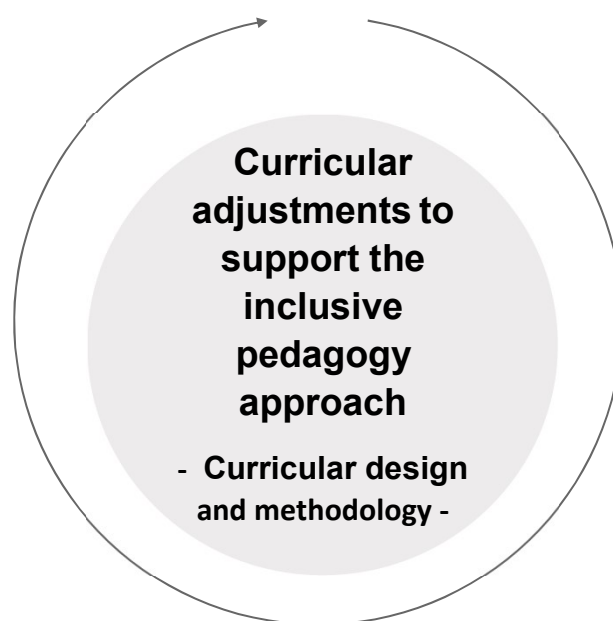 Curricular
adjustments to
support the
inclusive
pedagogy
approach
- Curricular design
and methodology -